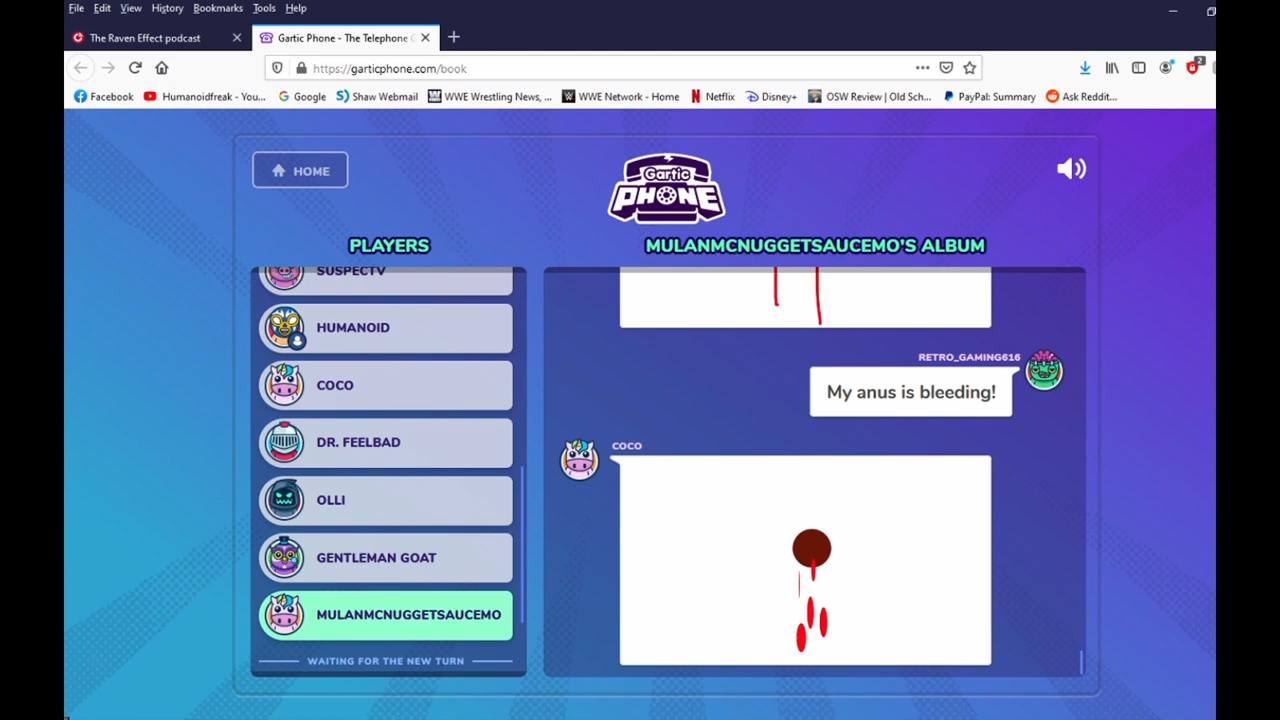 File Edit View History Bookmarks Tools Help
The Raven Effect podcast
Gartic Phone - The Telephone G
https://garticphone.com/book
Facebook Humanoidfreak - You... Google Shaw Webmail WWE Wrestling News, ... WWE Network - Home Netflix Disney+ OSW Review | Old Sch... PayPal: Summary Ask Reddit...
2
HOME
Gartic
PHONE
PLAYERS
SUSPECTV
HUMANOID
COCO
DR. FEELBAD
OLLI
GENTLEMAN GOAT
MULANMCNUGGETSAUCEMO
WAITING FOR THE NEW TURN
MULANMCNUGGETSAUCEMO'S ALBUM
RETRO_GAMING616
My anus is bleeding!
COCO